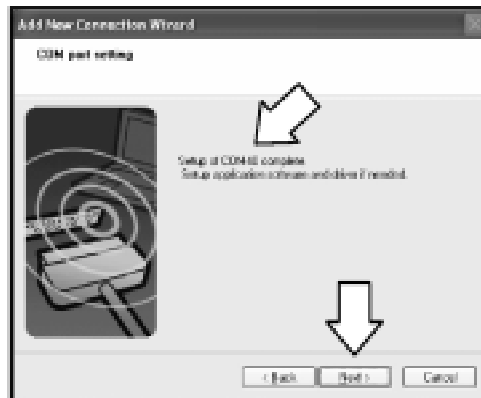 Add New Connection Wizard
COM port setting
Setup of COM40 complete
Setup application software and driver if needed.
< Back
Next >
Cancel